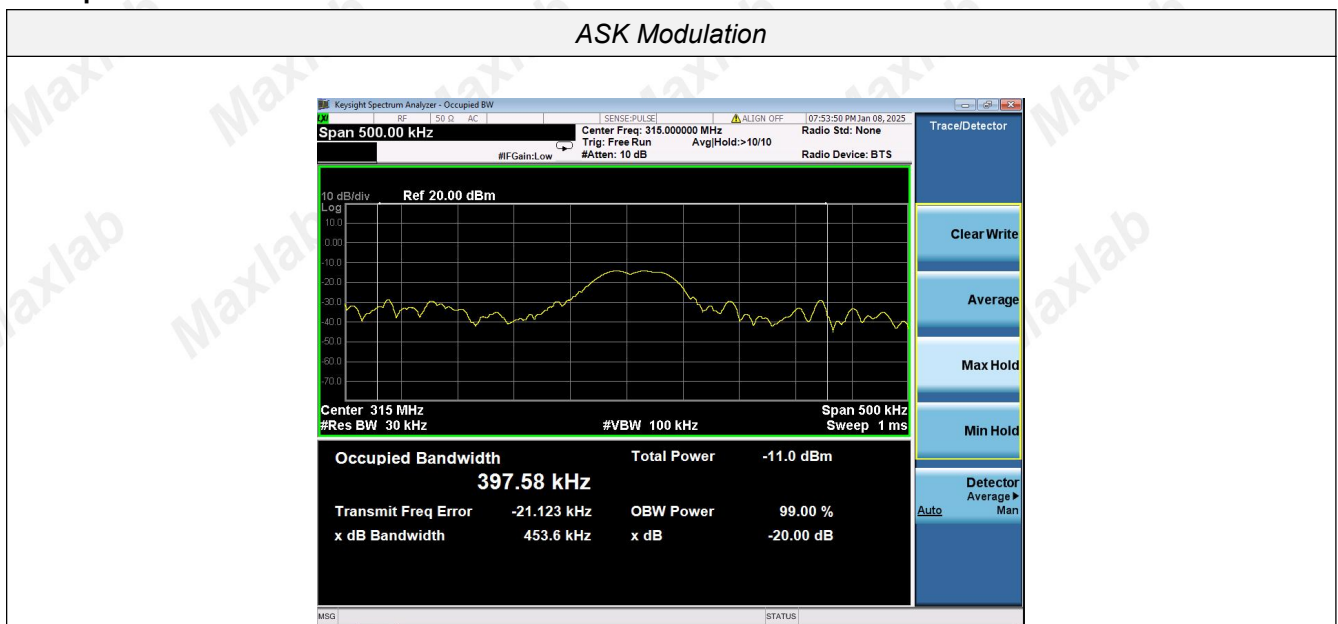 ASK Modulation
Keysight Spectrum Analyzer - Occupied BW
LXI RF 50 Ω AC SENSE:PULSE ALIGN OFF 07:53:50 PM Jan 08, 2025
Span 500.00 kHz
Center Freq: 315.000000 MHz
Radio Std: None
Trig: Free Run Avg|Hold:>10/10
#IFGain:Low #Atten: 10 dB Radio Device: BTS
Trace/Detector
10 dB/div Ref 20.00 dBm
Log
10.0
0.00
-10.0
-20.0
-30.0
-40.0
-50.0
-60.0
-70.0
Center 315 MHz Span 500 kHz
#Res BW 30 kHz #VBW 100 kHz Sweep 1 ms
Occupied Bandwidth Total Power -11.0 dBm
397.58 kHz
Transmit Freq Error -21.123 kHz OBW Power 99.00 %
x dB Bandwidth 453.6 kHz x dB -20.00 dB
Clear Write
Average
Max Hold
Min Hold
Detector
Average
Auto Man
MSG STATUS
Maxlab
Maxlab
Maxlab
Maxlab